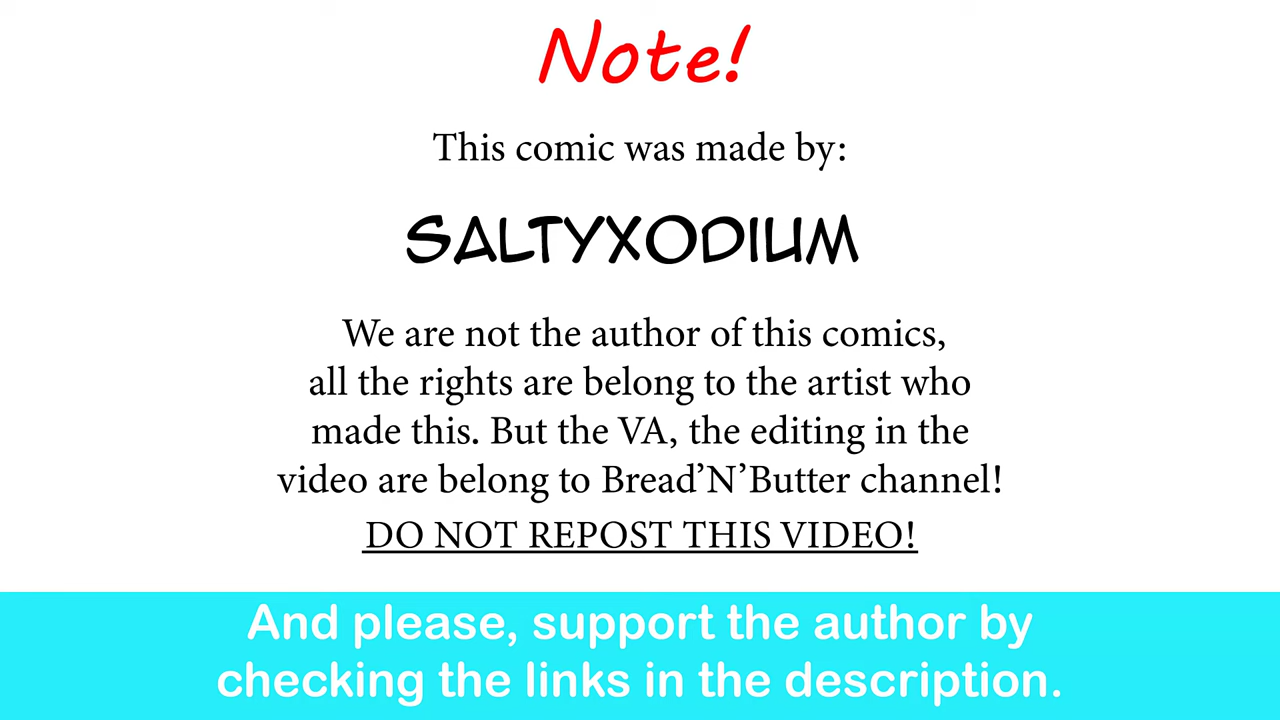 Note!
This comic was made by:
SALTYXODIUM
We are not the author of this comics,
all the rights are belong to the artist who
made this. But the VA, the editing in the
video are belong to Bread’N’Butter channel!
DO NOT REPOST THIS VIDEO!
And please, support the author by
checking the links in the description.